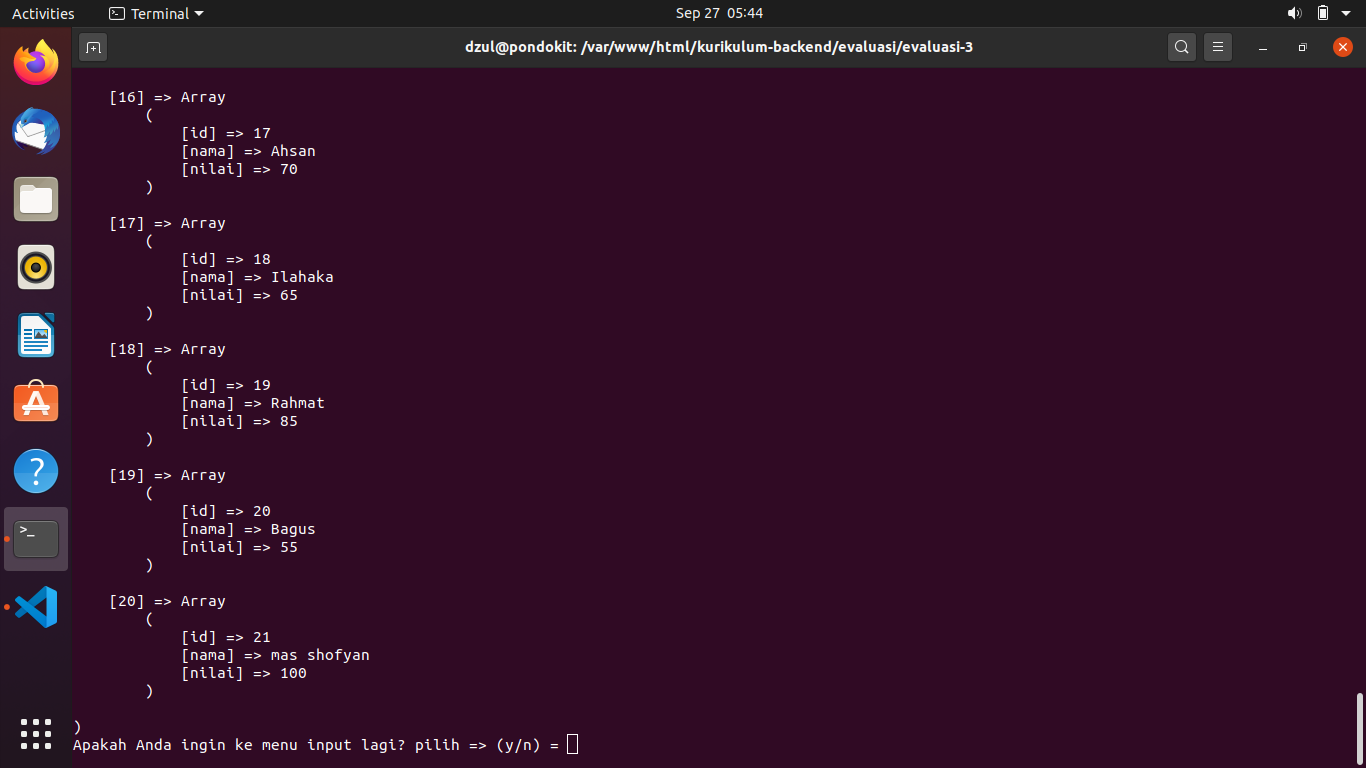 Activities
Terminal
Sep 27 05:44
dzul@pondokit: /var/www/html/kurikulum-backend/evaluasi/evaluasi-3
[16] => Array
(
[id] => 17
[nama] => Ahsan
[nilai] => 70
)
[17] => Array
(
[id] => 18
[nama] => Ilahaka
[nilai] => 65
)
[18] => Array
(
[id] => 19
[nama] => Rahmat
[nilai] => 85
)
[19] => Array
(
[id] => 20
[nama] => Bagus
[nilai] => 55
)
[20] => Array
(
[id] => 21
[nama] => mas shofyan
[nilai] => 100
)
)
Apakah Anda ingin ke menu input lagi? pilih => (y/n) =